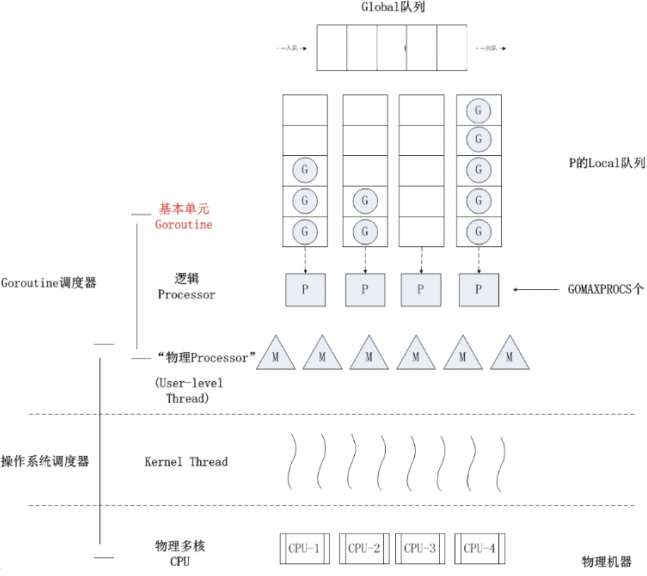 Global队列
入队
出队
G
G
P的Local队列
G
G
基本单元
G
G
G
Goroutine
G
G
G
Goroutine调度器
逻辑
Processor
P
P
P
P
GOMAXPROCS个
“物理Processor”
M
M
M
M
M
M
(User-level
Thread)
操作系统调度器
Kernel Thread
物理多核
CPU
CPU-1
CPU-2
CPU-3
CPU-4
物理机器